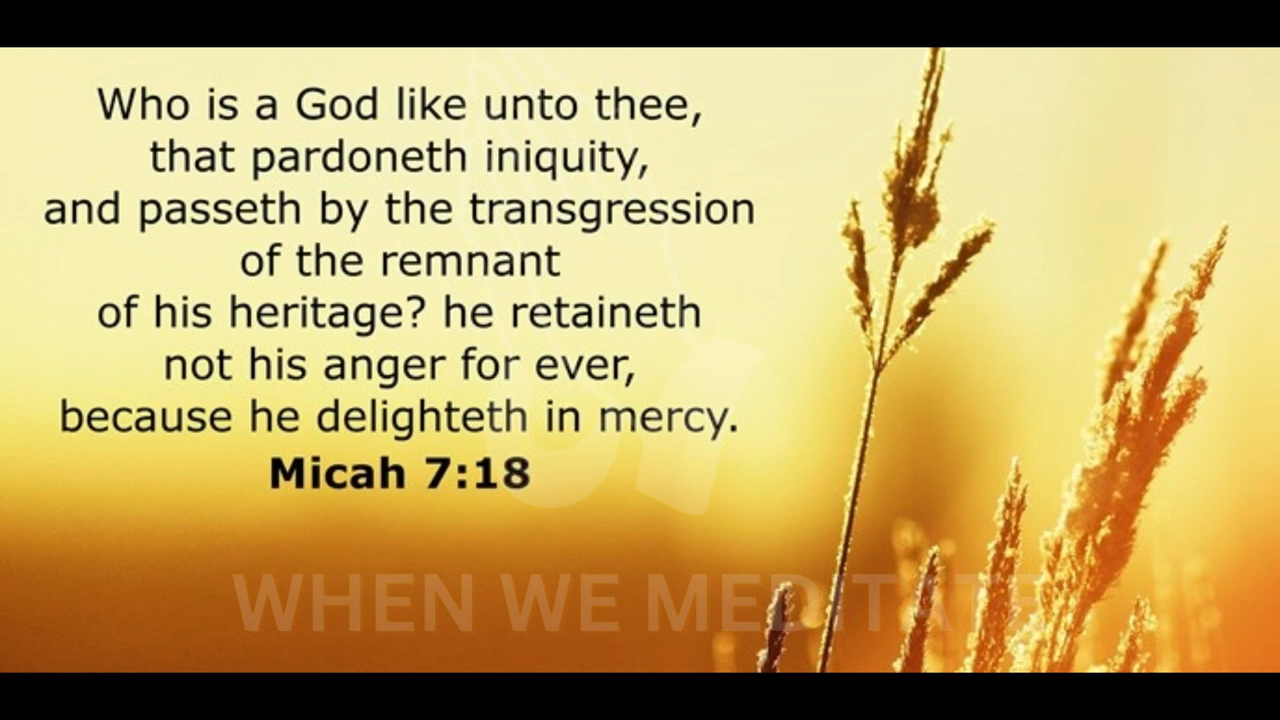 Who is a God like unto thee,
that pardoneth iniquity,
and passeth by the transgression
of the remnant
of his heritage? he retaineth
not his anger for ever,
because he delighteth in mercy.
Micah 7:18
WHEN WE MEDITATE